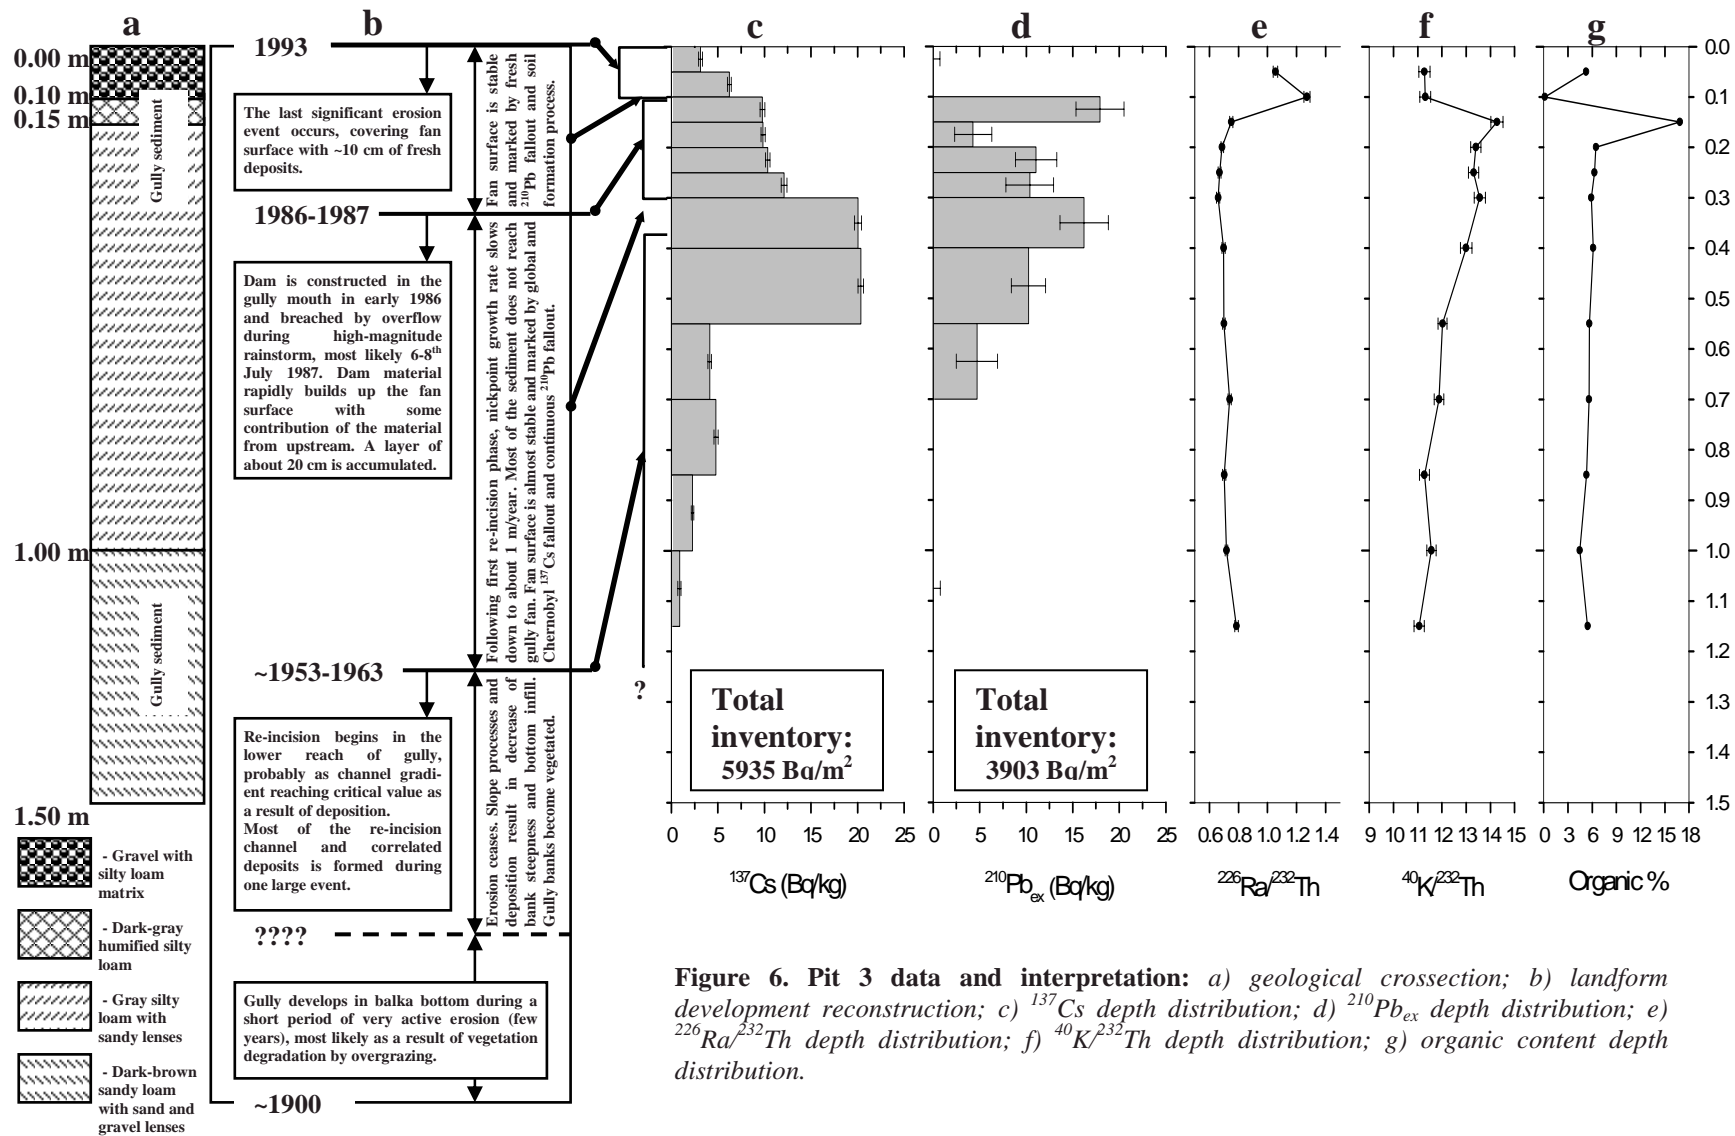 a
b
c
d
e
f
g
0.00 m
0.10 m
0.15 m
1.00 m
1.50 m
Gully sediment
Gully sediment
- Gravel with
silty loam
matrix
- Dark-gray
humified silty
loam
- Gray silty
loam with
sandy lenses
- Dark-brown
sandy loam
with sand and
gravel lenses
1993
The last significant erosion
event occurs, covering fan
surface with ~10 cm of fresh
deposits.
1986-1987
Dam is constructed in the
gully mouth in early 1986
and breached by overflow
during high-magnitude
rainstorm, most likely 6-8th
July 1987. Dam material
rapidly builds up the fan
surface with some
contribution of the material
from upstream. A layer of
about 20 cm is accumulated.
~1953-1963
Re-incision begins in the
lower reach of gully,
probably as channel gradi-
ent reaching critical value as
a result of deposition.
Most of the re-incision
channel and correlated
deposits is formed during
one large event.
????
Gully develops in balka bottom during a
short period of very active erosion (few
years), most likely as a result of vegetation
degradation by overgrazing.
~1900
Fan surface is stable
and marked by fresh
210Pb fallout and soil
formation process.
Following first re-incision phase, nickpoint growth rate slows
down to about 1 m/year. Most of the sediment does not reach
gully fan. Fan surface is almost stable and marked by global and
Chernobyl 137Cs fallout and continuous 210Pb fallout.
Erosion ceases. Slope processes and
deposition result in decrease of
bank steepness and bottom infill.
Gully banks become vegetated.
?
Total
inventory:
5935 Bq/m2
0 5 10 15 20 25
137Cs (Bq/kg)
Total
inventory:
3903 Bq/m2
0 5 10 15 20 25
210Pbex (Bq/kg)
0.6 0.8 1.0 1.2 1.4
226Ra/232Th
9 10 11 12 13 14 15
40K/232Th
0 3 6 9 12 15 18
Organic %
0.0
0.1
0.2
0.3
0.4
0.5
0.6
0.7
0.8
0.9
1.0
1.1
1.2
1.3
1.4
1.5
Figure 6. Pit 3 data and interpretation: a) geological crossection; b) landform
development reconstruction; c) 137Cs depth distribution; d) 210Pbex depth distribution; e)
226Ra/232Th depth distribution; f) 40K/232Th depth distribution; g) organic content depth
distribution.